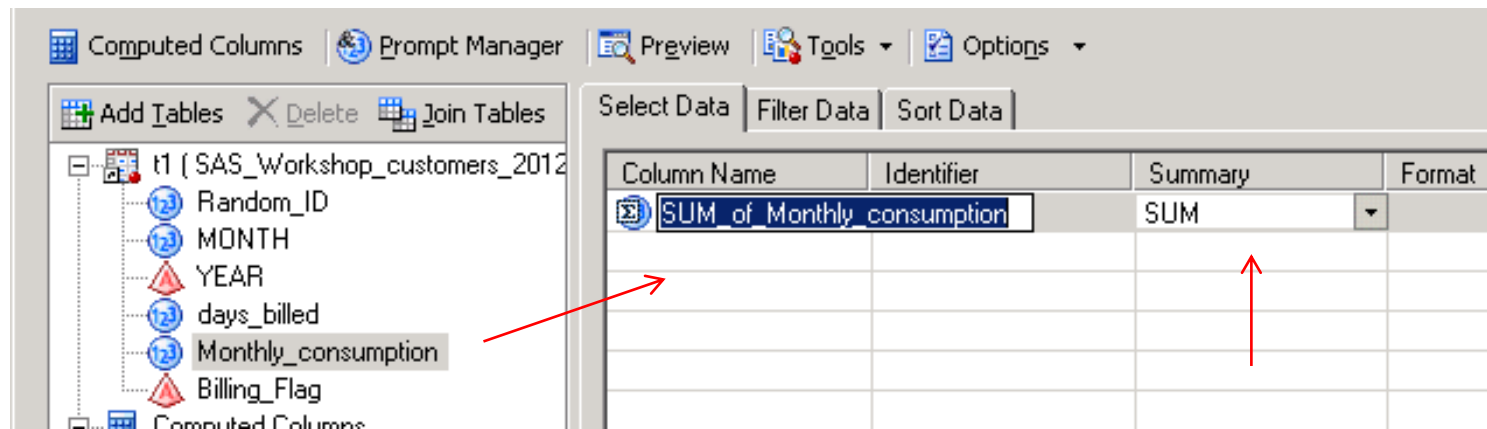 Computed Columns Prompt Manager Preview Tools Options
Add Tables Delete Join Tables
Select Data Filter Data Sort Data
t1 ( SAS_Workshop_customers_2012
Random_ID
MONTH
YEAR
days_billed
Monthly_consumption
Billing_Flag
Computed Columns
Column Name Identifier Summary Format
SUM_of_Monthly_consumption SUM